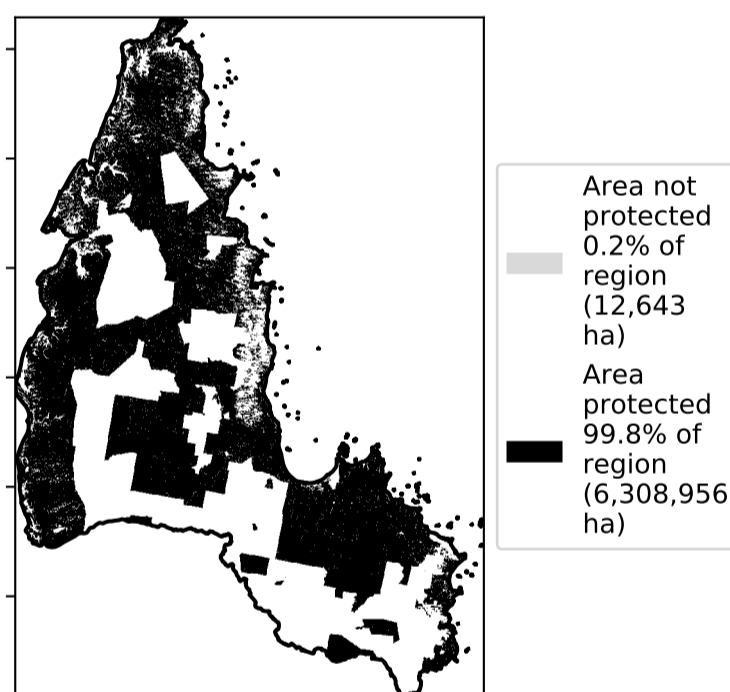 Area not
protected
0.2% of
region
(12,643
ha)
Area
protected
99.8% of
region
(6,308,956
ha)